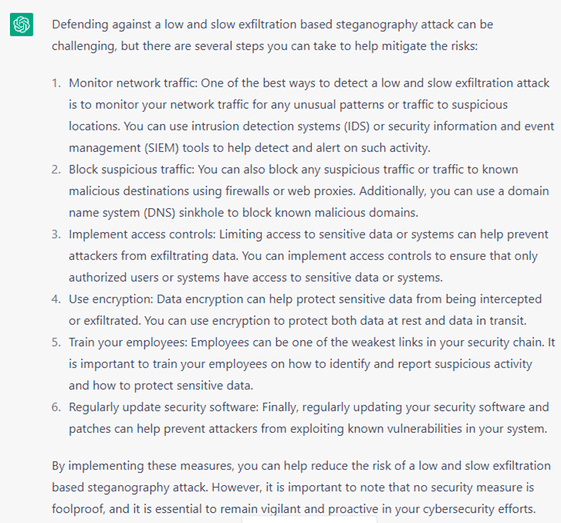 Defending against a low and slow exfiltration based steganography attack can be
challenging, but there are several steps you can take to help mitigate the risks:
1. Monitor network traffic: One of the best ways to detect a low and slow exfiltration attack
is to monitor your network traffic for any unusual patterns or traffic to suspicious
locations. You can use intrusion detection systems (IDS) or security information and event
management (SIEM) tools to help detect and alert on such activity.
2. Block suspicious traffic: You can also block any suspicious traffic or traffic to known
malicious destinations using firewalls or web proxies. Additionally, you can use a domain
name system (DNS) sinkhole to block known malicious domains.
3. Implement access controls: Limiting access to sensitive data or systems can help prevent
attackers from exfiltrating data. You can implement access controls to ensure that only
authorized users or systems have access to sensitive data or systems.
4. Use encryption: Data encryption can help protect sensitive data from being intercepted
or exfiltrated. You can use encryption to protect both data at rest and data in transit.
5. Train your employees: Employees can be one of the weakest links in your security chain. It
is important to train your employees on how to identify and report suspicious activity
and how to protect sensitive data.
6. Regularly update security software: Finally, regularly updating your security software and
patches can help prevent attackers from exploiting known vulnerabilities in your system.
By implementing these measures, you can help reduce the risk of a low and slow exfiltration
based steganography attack. However, it is important to note that no security measure is
foolproof, and it is essential to remain vigilant and proactive in your cybersecurity efforts.